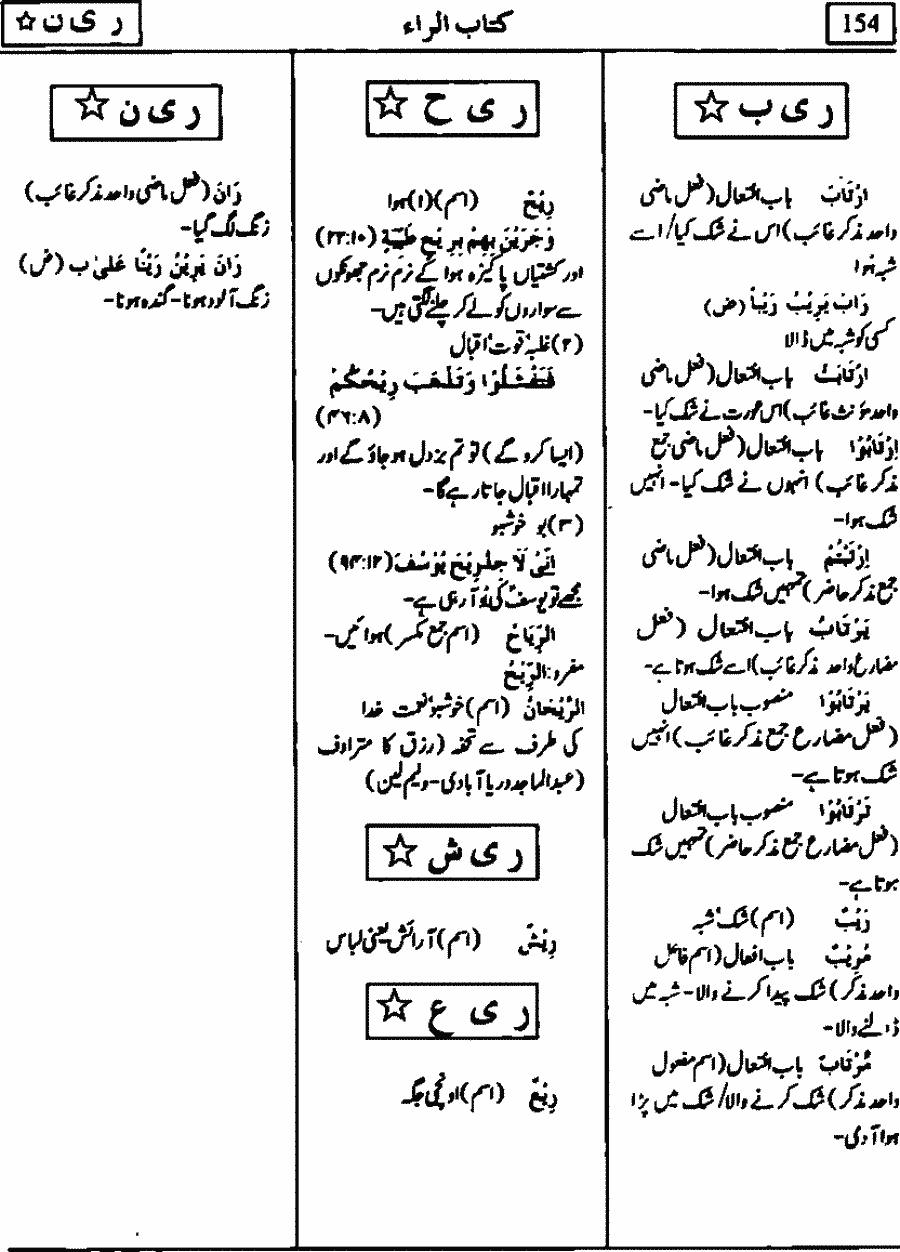 154
کتاب الراء
ر ی ن ☆
ر ی ب ☆
اِرْتَابَ باب افتعال (فعل ماضی
واحد مذکر غائب) اس نے شک کیا/ اسے
شبہ ہوا
رَابَ یَرِیْبُ رَیْباً (ض)
کسی کو شبہ میں ڈالا
اِرْتَابَتْ باب افتعال (فعل ماضی
واحد مؤنث غائب) اس عورت نے شک کیا۔
اِرْتَابُوْا باب افتعال (فعل ماضی جمع
مذکر غائب) انہوں نے شک کیا۔ انہیں
شک ہوا۔
اِرْتَبْتُمْ باب افتعال (فعل ماضی
جمع مذکر حاضر) تمہیں شک ہوا۔
یَرْتَابُ باب افتعال (فعل
مضارع واحد مذکر غائب) اسے شک ہوتا ہے۔
یَرْتَابُوْا منصوب باب افتعال
(فعل مضارع جمع مذکر غائب) انہیں
شک ہوتا ہے۔
تَرْتَابُوْا منصوب باب افتعال
(فعل مضارع جمع مذکر حاضر) تمہیں شک
ہوتا ہے۔
رَیْبٌ (اسم) شک شبہ
مُرِیْبٌ باب افعال (اسم فاعل
واحد مذکر) شک پیدا کرنے والا۔ شبہ میں
ڈالنے والا۔
مُرْتَابٌ باب افتعال (اسم مفعول
واحد مذکر) شک کرنے والا/ شک میں پڑا
ہوا آدمی۔
ر ی ح ☆
رِیْحٌ (اسم) (۱) ہوا
وَجَرَیْنَ بِهِمْ بِرِیْحٍ طَیِّبَةٍ (۲۲:۱۰)
اور کشتیاں پاکیزہ ہوا کے نرم نرم جھونکوں
سے سواروں کو لے کر چلنے لگتی ہیں۔
(۲) غلبہ قوت اقبال
فَتَفْشَلُوْا وَتَذْهَبَ رِیْحُکُمْ
(۴۶:۸)
(ایسا کرو گے) تو تم بزدل ہو جاؤ گے اور
تمہارا اقبال جاتا رہے گا۔
(۳) بو خوشبو
اِنِّیْ لَاَ جِدُرِیْحَ یُوْسُفَ (۹۴:۱۲)
مجھے تو یوسف کی بُو آ رہی ہے۔
الرِّیَاحُ (اسم جمع مکسر) ہوائیں۔
مفرد: الرِّیْحُ
الرَّیْحَانُ (اسم) خوشبو نعمت خدا
کی طرف سے تحفہ (رزق کا مترادف
(عبدالماجد دریا آبادی۔ ولیم لین)
ر ی ش ☆
رِیْشٌ (اسم) آرائش یعنی لباس
ر ی ع ☆
رِیْعٌ (اسم) اونچی جگہ
ر ی ن ☆
رَانَ (فعل ماضی واحد مذکر غائب)
زنگ لگ گیا۔
رَانَ یَرِیْنُ رَیْنًا عَلیٰ ب (ض)
زنگ آلود ہونا۔ گندہ ہونا۔